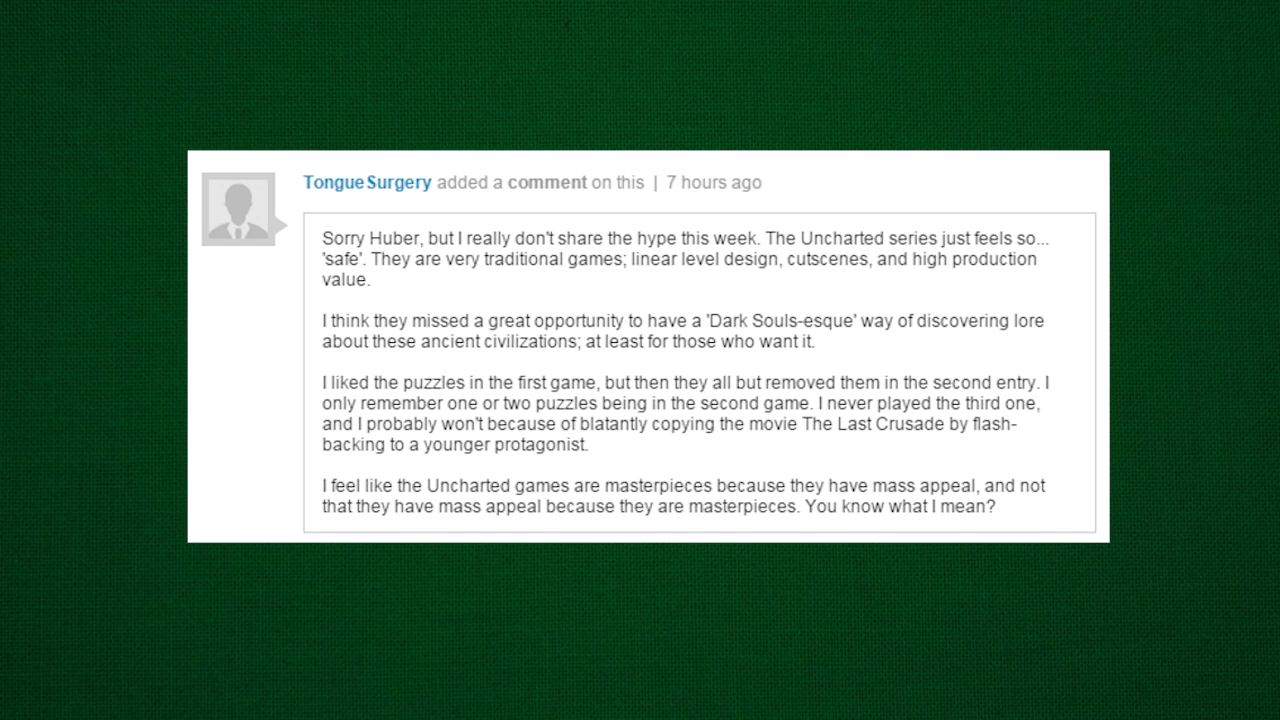 TongueSurgery added a comment on this | 7 hours ago
Sorry Huber, but I really don't share the hype this week. The Uncharted series just feels so...
'safe'. They are very traditional games; linear level design, cutscenes, and high production
value.
I think they missed a great opportunity to have a 'Dark Souls-esque' way of discovering lore
about these ancient civilizations; at least for those who want it.
I liked the puzzles in the first game, but then they all but removed them in the second entry. I
only remember one or two puzzles being in the second game. I never played the third one,
and I probably won't because of blatantly copying the movie The Last Crusade by flash-
backing to a younger protagonist.
I feel like the Uncharted games are masterpieces because they have mass appeal, and not
that they have mass appeal because they are masterpieces. You know what I mean?